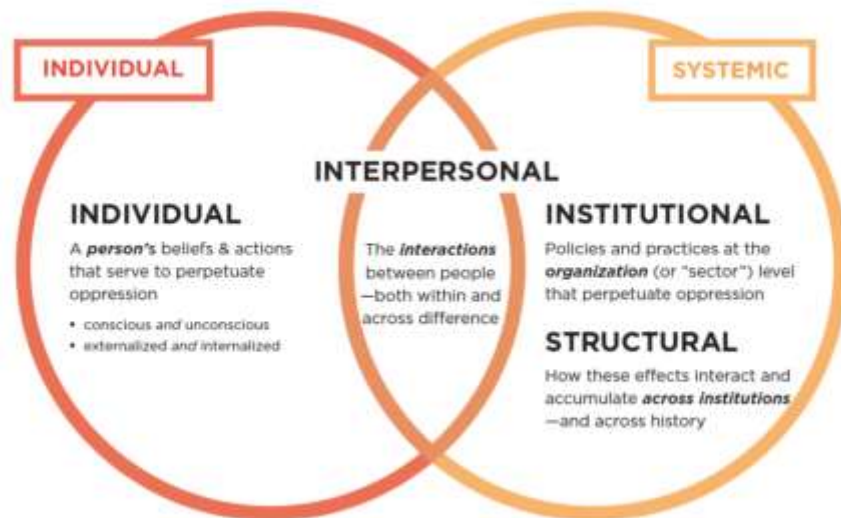 INDIVIDUAL
SYSTEMIC
INTERPERSONAL
INDIVIDUAL
A person's beliefs & actions
that serve to perpetuate
oppression
• conscious and unconscious
• externalized and internalized
The interactions
between people
—both within and
across difference
INSTITUTIONAL
Policies and practices at the
organization (or "sector") level
that perpetuate oppression
STRUCTURAL
How these effects interact and
accumulate across institutions
—and across history